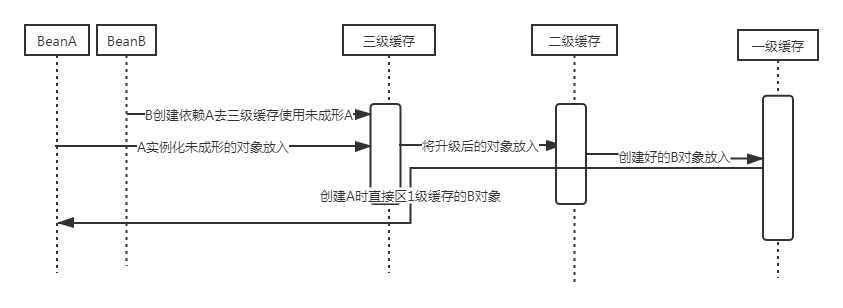 BeanA
BeanB
三级缓存
二级缓存
一级缓存
B创建依赖A去三级缓存使用未成形A
A实例化未成形的对象放入
将升级后的对象放入
创建好的B对象放入
创建A时直接区1级缓存的B对象